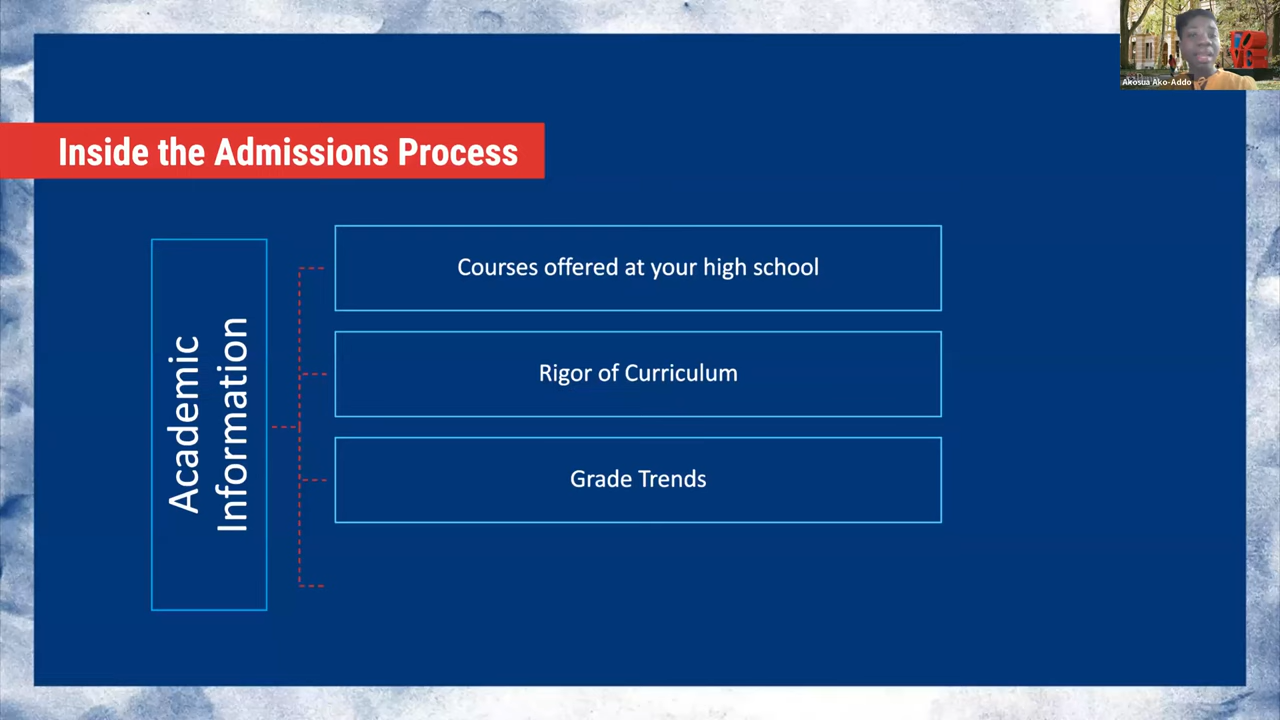 Akosua Ako-Addo
Inside the Admissions Process
Academic
Information
Courses offered at your high school
Rigor of Curriculum
Grade Trends